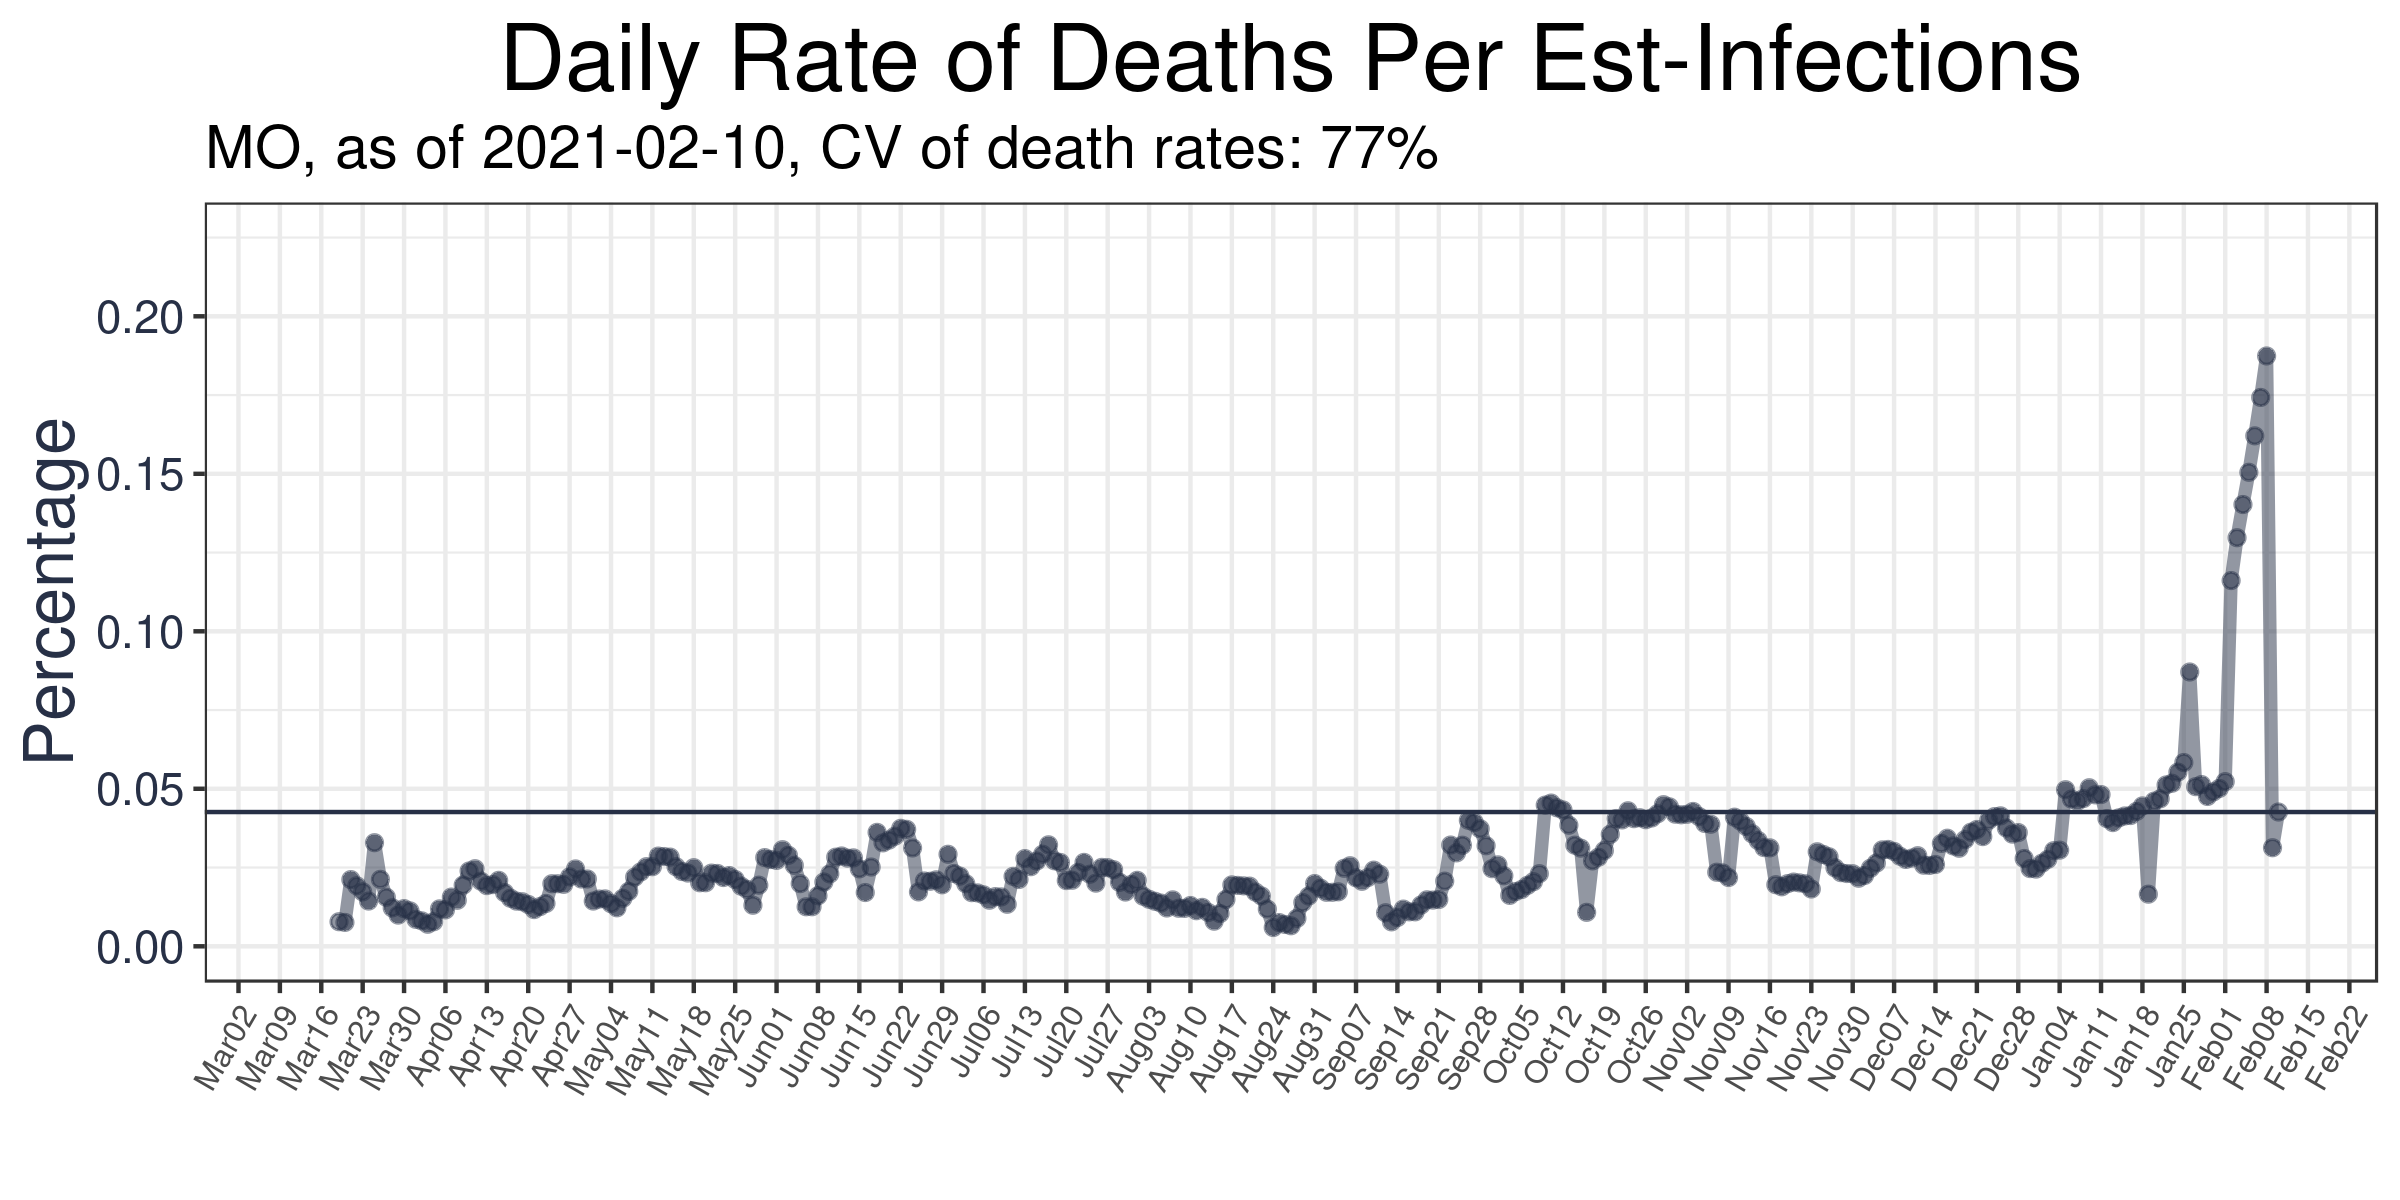 Daily Rate of Deaths Per Est-Infections
MO, as of 2021-02-10, CV of death rates: 77%
Percentage
0.20
0.15
0.10
0.05
0.00
Mar02
Mar09
Mar16
Mar23
Mar30
Apr06
Apr13
Apr20
Apr27
May04
May11
May18
May25
Jun01
Jun08
Jun15
Jun22
Jun29
Jul06
Jul13
Jul20
Jul27
Aug03
Aug10
Aug17
Aug24
Aug31
Sep07
Sep14
Sep21
Sep28
Oct05
Oct12
Oct19
Oct26
Nov02
Nov09
Nov16
Nov23
Nov30
Dec07
Dec14
Dec21
Dec28
Jan04
Jan11
Jan18
Jan25
Feb01
Feb08
Feb15
Feb22